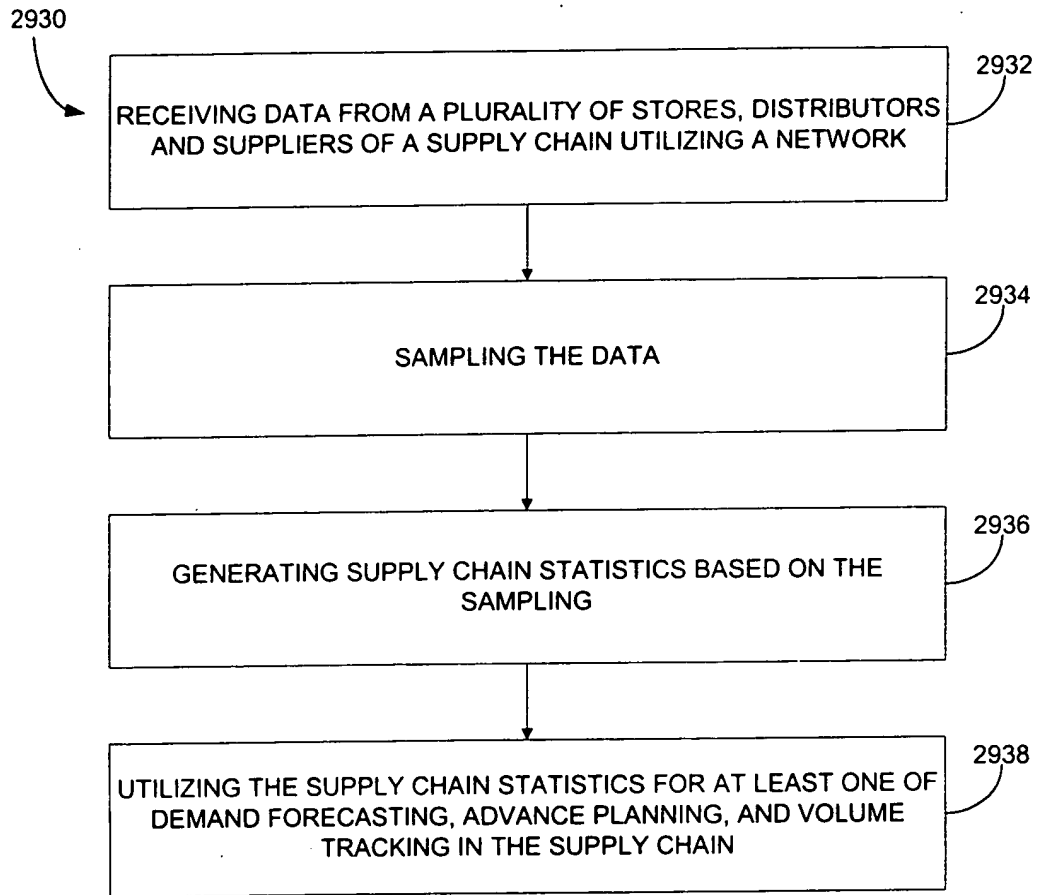 2930
2932
RECEIVING DATA FROM A PLURALITY OF STORES, DISTRIBUTORS
AND SUPPLIERS OF A SUPPLY CHAIN UTILIZING A NETWORK
2934
SAMPLING THE DATA
2936
GENERATING SUPPLY CHAIN STATISTICS BASED ON THE
SAMPLING
2938
UTILIZING THE SUPPLY CHAIN STATISTICS FOR AT LEAST ONE OF
DEMAND FORECASTING, ADVANCE PLANNING, AND VOLUME
TRACKING IN THE SUPPLY CHAIN